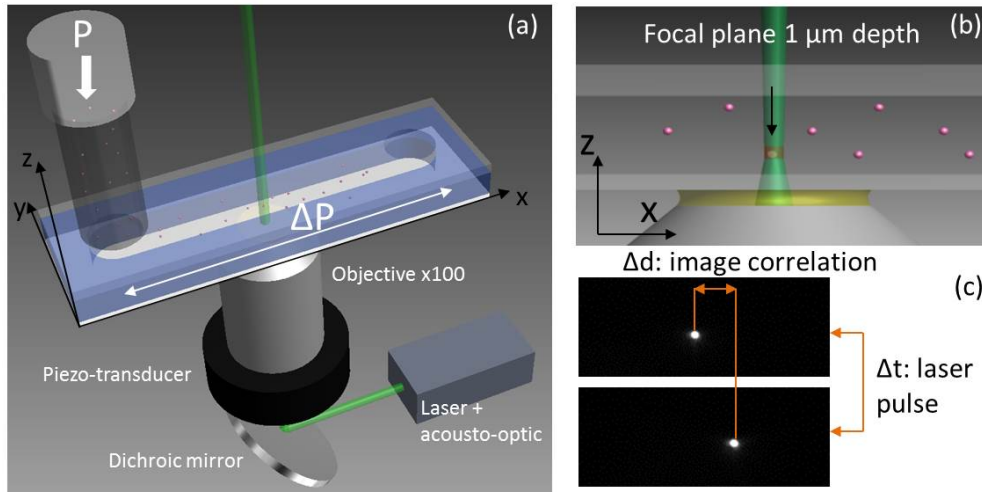 (a)
P
z
y
x
ΔP
Objective x100
Piezo-transducer
Laser +
acousto-optic
Dichroic mirror
(b)
Focal plane 1 μm depth
z
x
Δd: image correlation
(c)
Δt: laser
pulse